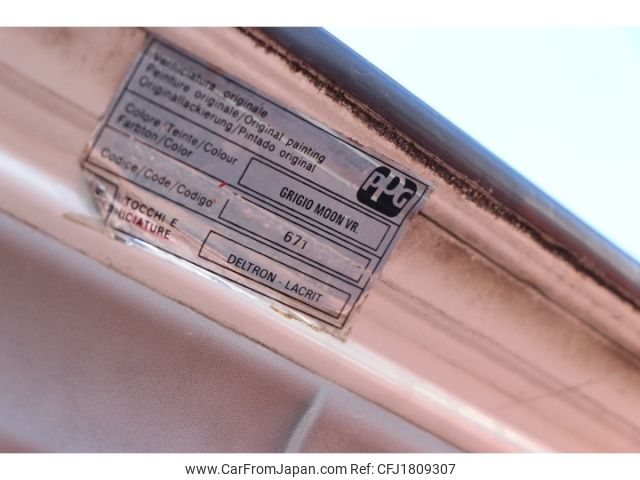 Verniciatura originale
Peinture originale/Original painting
Originallackierung/Pintado original
PPG
Colore/Teinte/Colour
Farbton/Color
GRIGIO MOON VR.
Codice/Code/Codigo
671
TOCCHI E
ICIATURE
DELTRON - LACRIT
www.CarFromJapan.com Ref:CFJ1809307